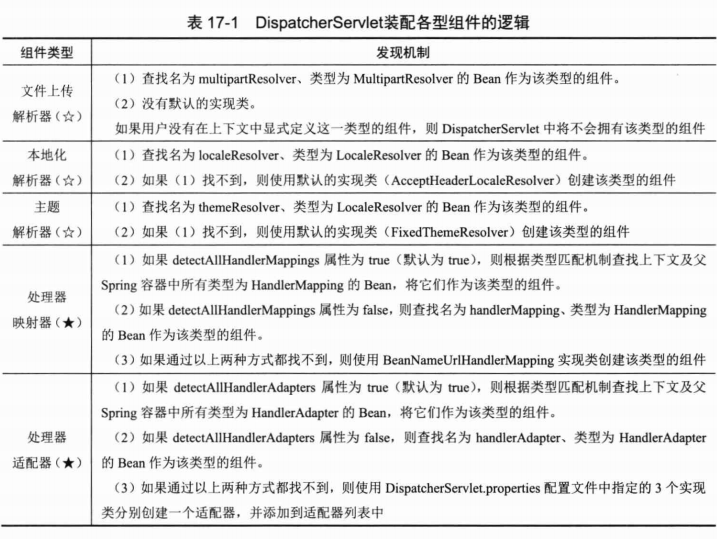 表 17-1 DispatcherServlet装配各型组件的逻辑
组件类型 发现机制
文件上传
解析器(☆)
(1)查找名为 multipartResolver、类型为 MultipartResolver 的 Bean 作为该类型的组件。
(2)没有默认的实现类。
如果用户没有在上下文中显式定义这一类型的组件,则 DispatcherServlet 中将不会拥有该类型的组件
本地化
解析器(☆)
(1)查找名为 localeResolver、类型为 LocaleResolver 的 Bean 作为该类型的组件。
(2)如果(1)找不到,则使用默认的实现类(AcceptHeaderLocaleResolver)创建该类型的组件
主题
解析器(☆)
(1)查找名为 themeResolver、类型为 LocaleResolver 的 Bean 作为该类型的组件。
(2)如果(1)找不到,则使用默认的实现类(FixedThemeResolver)创建该类型的组件
处理器
映射器(★)
(1)如果 detectAllHandlerMappings 属性为 true(默认为 true),则根据类型匹配机制查找上下文及父
Spring 容器中所有类型为 HandlerMapping 的 Bean,将它们作为该类型的组件。
(2)如果 detectAllHandlerMappings 属性为 false,则查找名为 handlerMapping、类型为 HandlerMapping
的 Bean 作为该类型的组件。
(3)如果通过以上两种方式都找不到,则使用 BeanNameUrlHandlerMapping 实现类创建该类型的组件
处理器
适配器(★)
(1)如果 detectAllHandlerAdapters 属性为 true(默认为 true),则根据类型匹配机制查找上下文及父
Spring 容器中所有类型为 HandlerAdapter 的 Bean,将它们作为该类型的组件。
(2)如果 detectAllHandlerAdapters 属性为 false,则查找名为 handlerAdapter、类型为 HandlerAdapter
的 Bean 作为该类型的组件。
(3)如果通过以上两种方式都找不到,则使用 DispatcherServlet.properties 配置文件中指定的 3 个实现
类分别创建一个适配器,并添加到适配器列表中